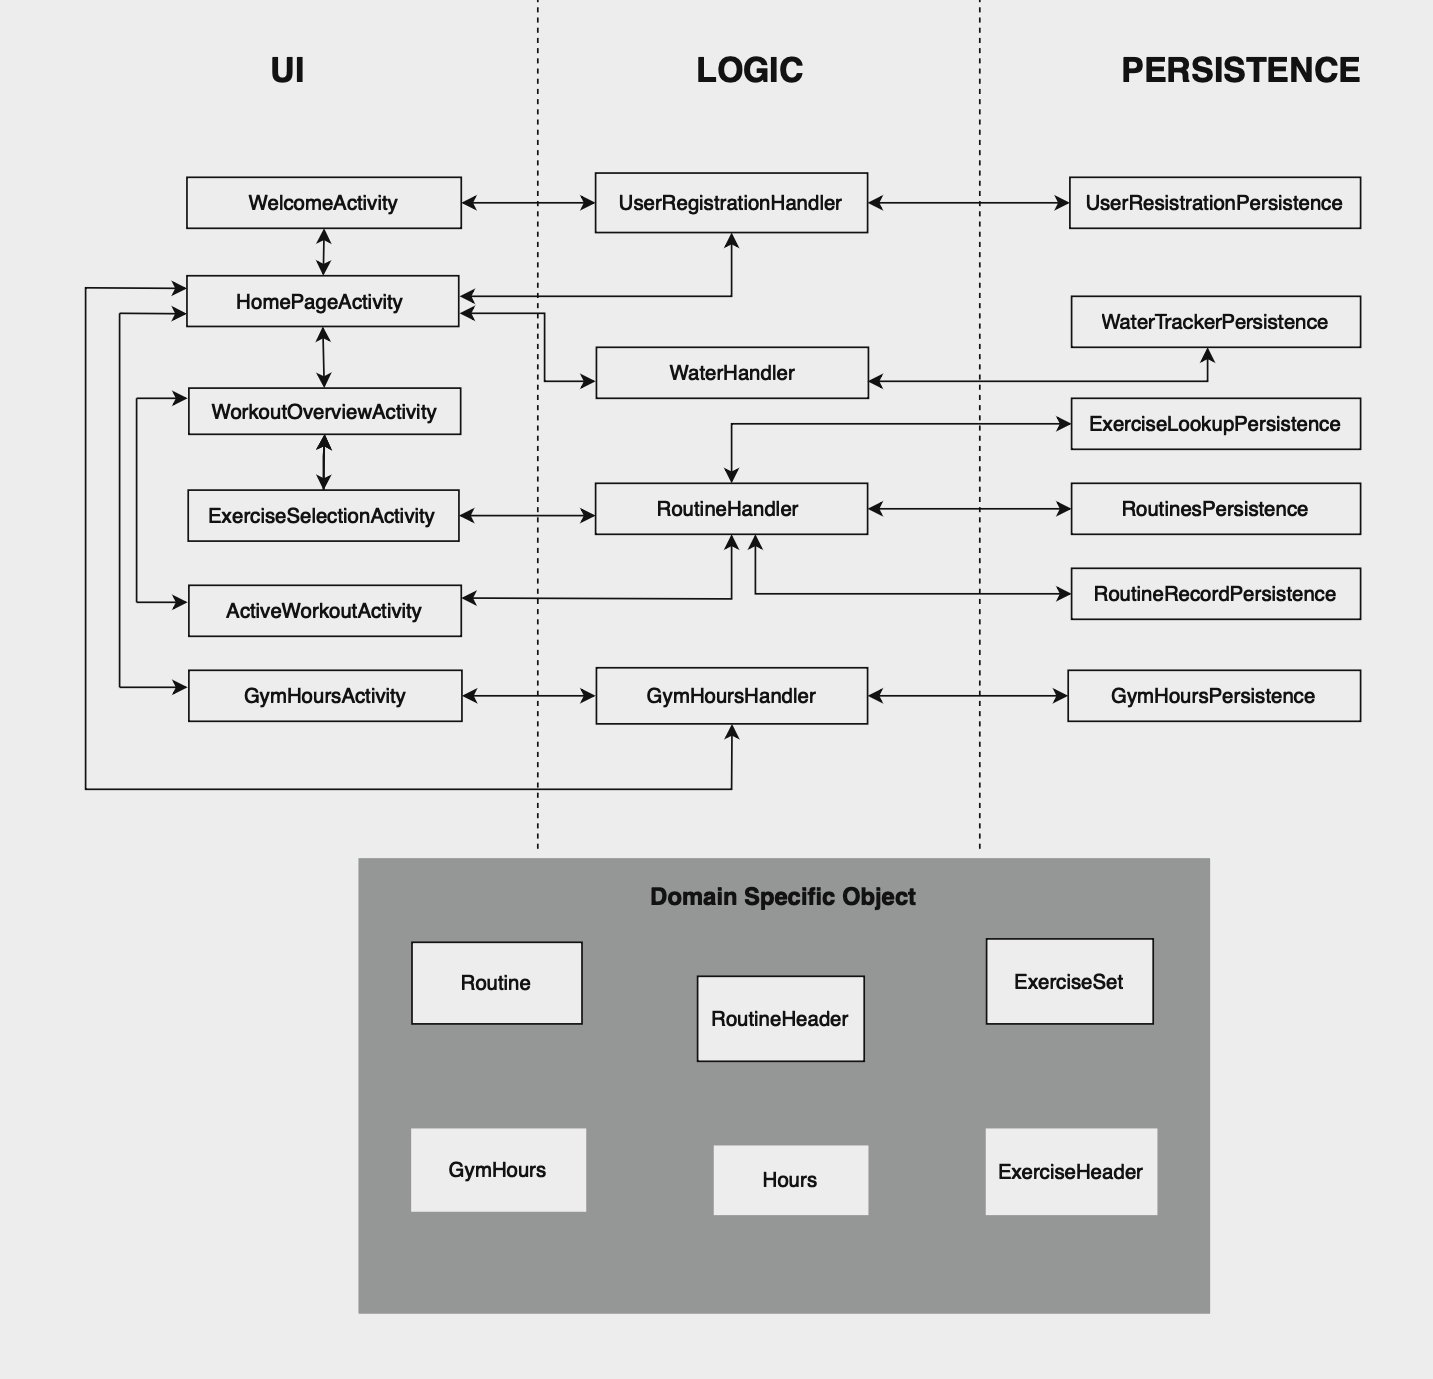 UI
LOGIC
PERSISTENCE
WelcomeActivity
UserRegistrationHandler
UserResistrationPersistence
HomePageActivity
WaterTrackerPersistence
WaterHandler
WorkoutOverviewActivity
ExerciseLookupPersistence
ExerciseSelectionActivity
RoutineHandler
RoutinesPersistence
ActiveWorkoutActivity
RoutineRecordPersistence
GymHoursActivity
GymHoursHandler
GymHoursPersistence
Domain Specific Object
Routine
RoutineHeader
ExerciseSet
GymHours
Hours
ExerciseHeader